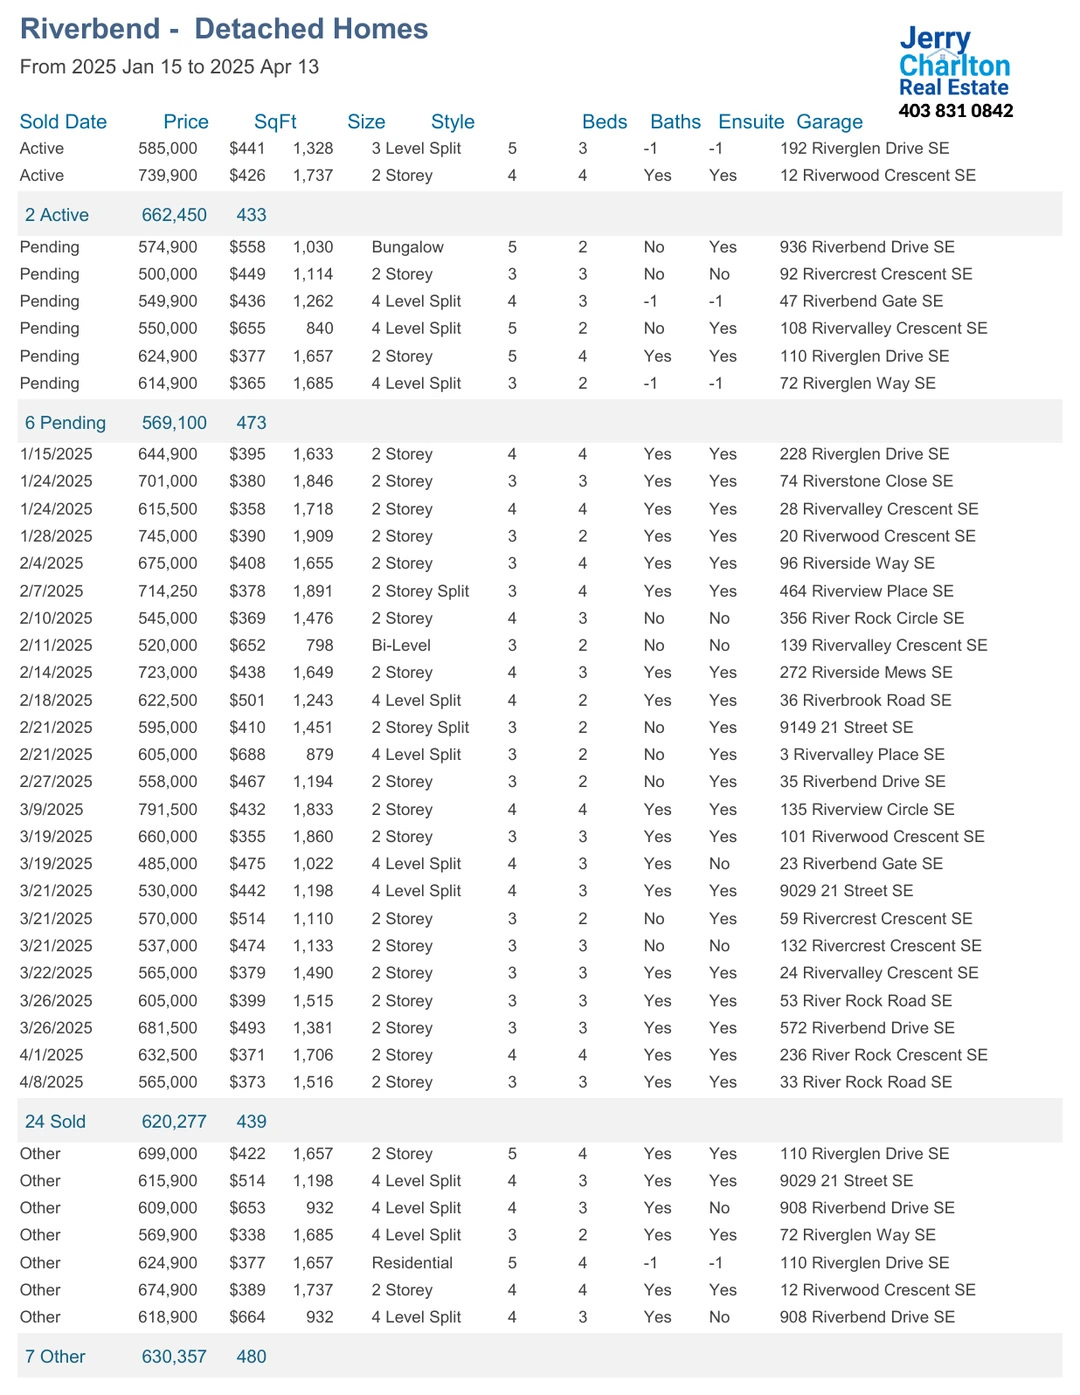 Riverbend - Detached Homes
From 2025 Jan 15 to 2025 Apr 13
Jerry
Charlton
Real Estate
403 831 0842
Sold Date Price SqFt Size Style Beds Baths Ensuite Garage
Active 585,000 $441 1,328 3 Level Split 5 3 -1 -1 192 Riverglen Drive SE
Active 739,900 $426 1,737 2 Storey 4 4 Yes Yes 12 Riverwood Crescent SE
2 Active 662,450 433
Pending 574,900 $558 1,030 Bungalow 5 2 No Yes 936 Riverbend Drive SE
Pending 500,000 $449 1,114 2 Storey 3 3 No No 92 Rivercrest Crescent SE
Pending 549,900 $436 1,262 4 Level Split 4 3 -1 -1 47 Riverbend Gate SE
Pending 550,000 $655 840 4 Level Split 5 2 No Yes 108 Rivervalley Crescent SE
Pending 624,900 $377 1,657 2 Storey 5 4 Yes Yes 110 Riverglen Drive SE
Pending 614,900 $365 1,685 4 Level Split 3 2 -1 -1 72 Riverglen Way SE
6 Pending 569,100 473
1/15/2025 644,900 $395 1,633 2 Storey 4 4 Yes Yes 228 Riverglen Drive SE
1/24/2025 701,000 $380 1,846 2 Storey 3 3 Yes Yes 74 Riverstone Close SE
1/24/2025 615,500 $358 1,718 2 Storey 4 4 Yes Yes 28 Rivervalley Crescent SE
1/28/2025 745,000 $390 1,909 2 Storey 3 2 Yes Yes 20 Riverwood Crescent SE
2/4/2025 675,000 $408 1,655 2 Storey 3 4 Yes Yes 96 Riverside Way SE
2/7/2025 714,250 $378 1,891 2 Storey Split 3 4 Yes Yes 464 Riverview Place SE
2/10/2025 545,000 $369 1,476 2 Storey 4 3 No No 356 River Rock Circle SE
2/11/2025 520,000 $652 798 Bi-Level 3 2 No No 139 Rivervalley Crescent SE
2/14/2025 723,000 $438 1,649 2 Storey 4 3 Yes Yes 272 Riverside Mews SE
2/18/2025 622,500 $501 1,243 4 Level Split 4 2 Yes Yes 36 Riverbrook Road SE
2/21/2025 595,000 $410 1,451 2 Storey Split 3 2 No Yes 9149 21 Street SE
2/21/2025 605,000 $688 879 4 Level Split 3 2 No Yes 3 Rivervalley Place SE
2/27/2025 558,000 $467 1,194 2 Storey 3 2 No Yes 35 Riverbend Drive SE
3/9/2025 791,500 $432 1,833 2 Storey 4 4 Yes Yes 135 Riverview Circle SE
3/19/2025 660,000 $355 1,860 2 Storey 3 3 Yes Yes 101 Riverwood Crescent SE
3/19/2025 485,000 $475 1,022 4 Level Split 4 3 Yes No 23 Riverbend Gate SE
3/21/2025 530,000 $442 1,198 4 Level Split 4 3 Yes Yes 9029 21 Street SE
3/21/2025 570,000 $514 1,110 2 Storey 3 2 No Yes 59 Rivercrest Crescent SE
3/21/2025 537,000 $474 1,133 2 Storey 3 3 No No 132 Rivercrest Crescent SE
3/22/2025 565,000 $379 1,490 2 Storey 3 3 Yes Yes 24 Rivervalley Crescent SE
3/26/2025 605,000 $399 1,515 2 Storey 3 3 Yes Yes 53 River Rock Road SE
3/26/2025 681,500 $493 1,381 2 Storey 3 3 Yes Yes 572 Riverbend Drive SE
4/1/2025 632,500 $371 1,706 2 Storey 4 4 Yes Yes 236 River Rock Crescent SE
4/8/2025 565,000 $373 1,516 2 Storey 3 3 Yes Yes 33 River Rock Road SE
24 Sold 620,277 439
Other 699,000 $422 1,657 2 Storey 5 4 Yes Yes 110 Riverglen Drive SE
Other 615,900 $514 1,198 4 Level Split 4 3 Yes Yes 9029 21 Street SE
Other 609,000 $653 932 4 Level Split 4 3 Yes No 908 Riverbend Drive SE
Other 569,900 $338 1,685 4 Level Split 3 2 Yes Yes 72 Riverglen Way SE
Other 624,900 $377 1,657 Residential 5 4 -1 -1 110 Riverglen Drive SE
Other 674,900 $389 1,737 2 Storey 4 4 Yes Yes 12 Riverwood Crescent SE
Other 618,900 $664 932 4 Level Split 4 3 Yes No 908 Riverbend Drive SE
7 Other 630,357 480